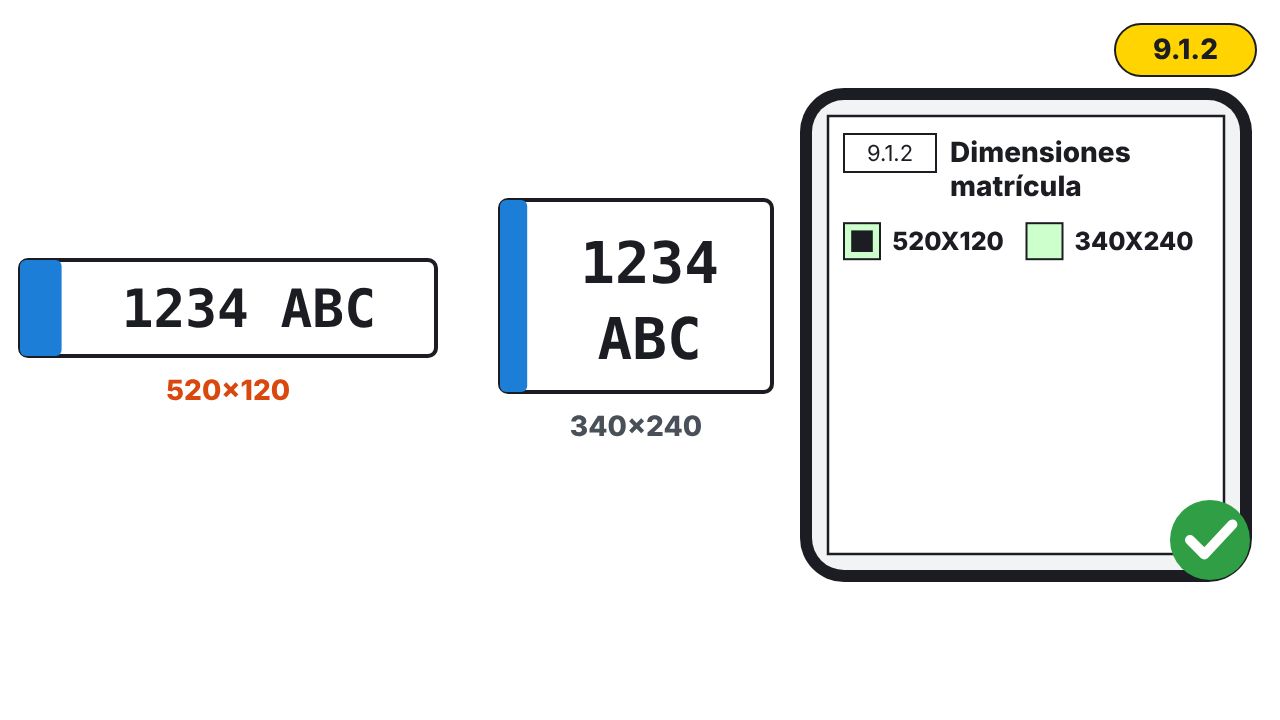 9.1.2
1234 ABC
520×120
1234
ABC
340×240
9.1.2
Dimensiones
matrícula
520X120
340X240